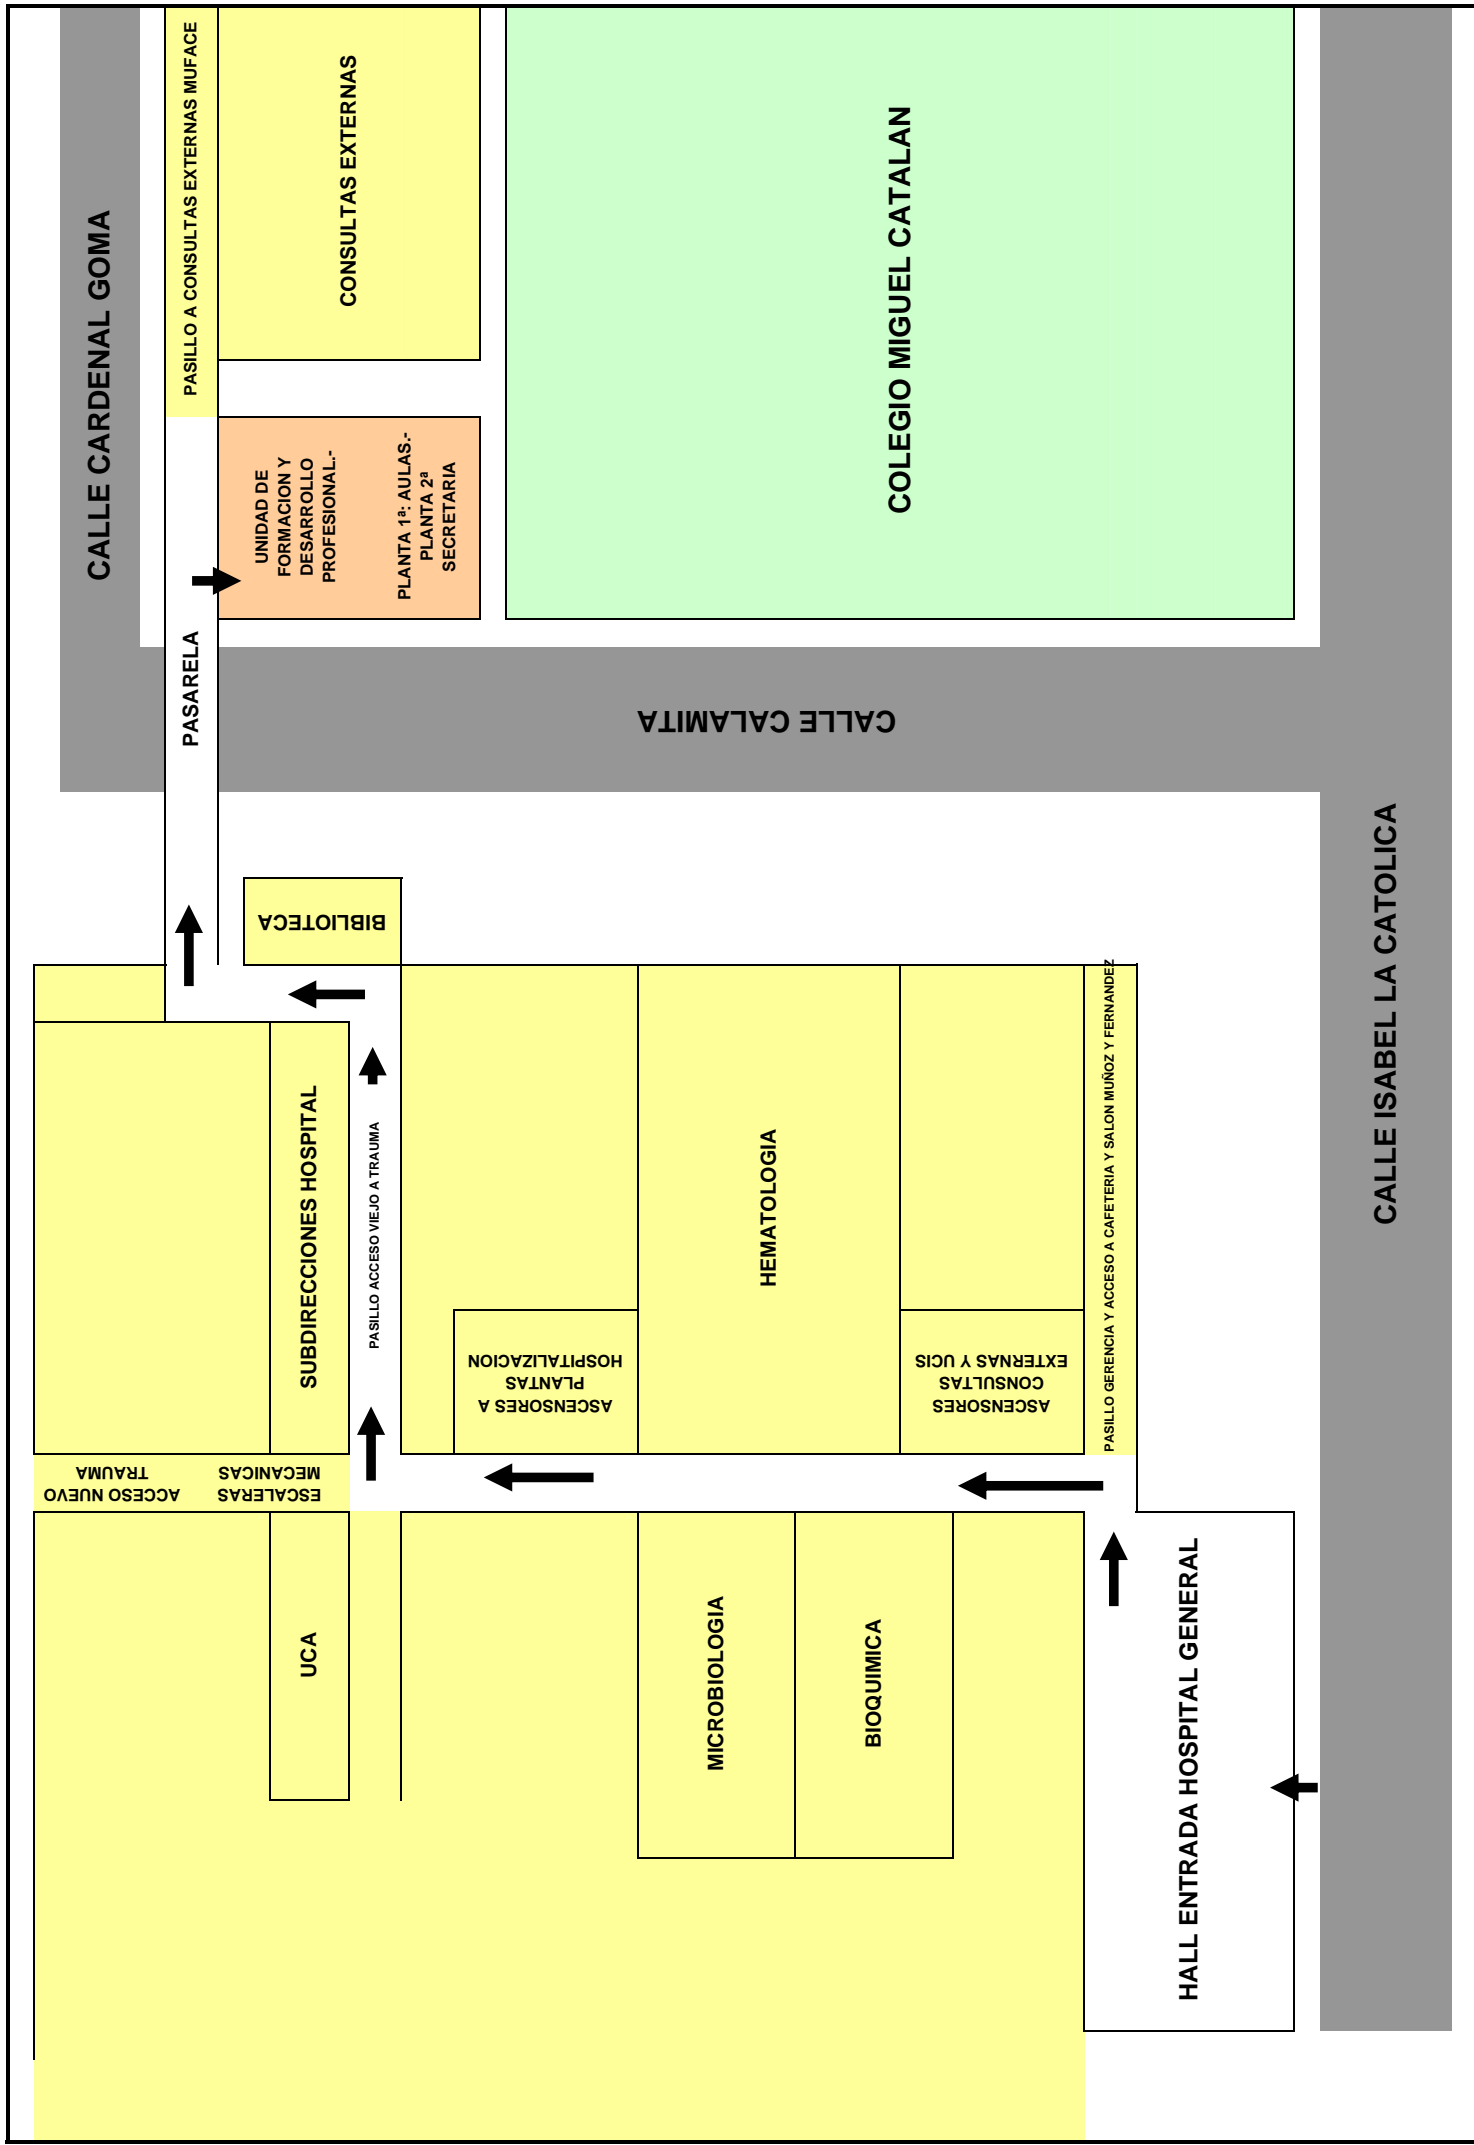 CALLE CARDENAL GOMA
PASILLO A CONSULTAS EXTERNAS MUFACE
CONSULTAS EXTERNAS
COLEGIO MIGUEL CATALAN
UNIDAD DE
FORMACION Y
DESARROLLO
PROFESIONAL.-
PLANTA 1ª: AULAS.-
PLANTA 2ª
SECRETARIA
PASARELA
CALLE CALAMITA
CALLE ISABEL LA CATOLICA
BIBLIOTECA
SUBDIRECCIONES HOSPITAL
PASILLO ACCESO VIEJO A TRAUMA
HEMATOLOGIA
PASILLO GERENCIA Y ACCESO A CAFETERIA Y SALON MUÑOZ Y FERNANDEZ
ASCENSORES A
PLANTAS
HOSPITALIZACION
ASCENSORES
CONSULTAS
EXTERNAS Y UCIS
ACCESO NUEVO
TRAUMA
ESCALERAS
MECANICAS
UCA
MICROBIOLOGIA
BIOQUIMICA
HALL ENTRADA HOSPITAL GENERAL